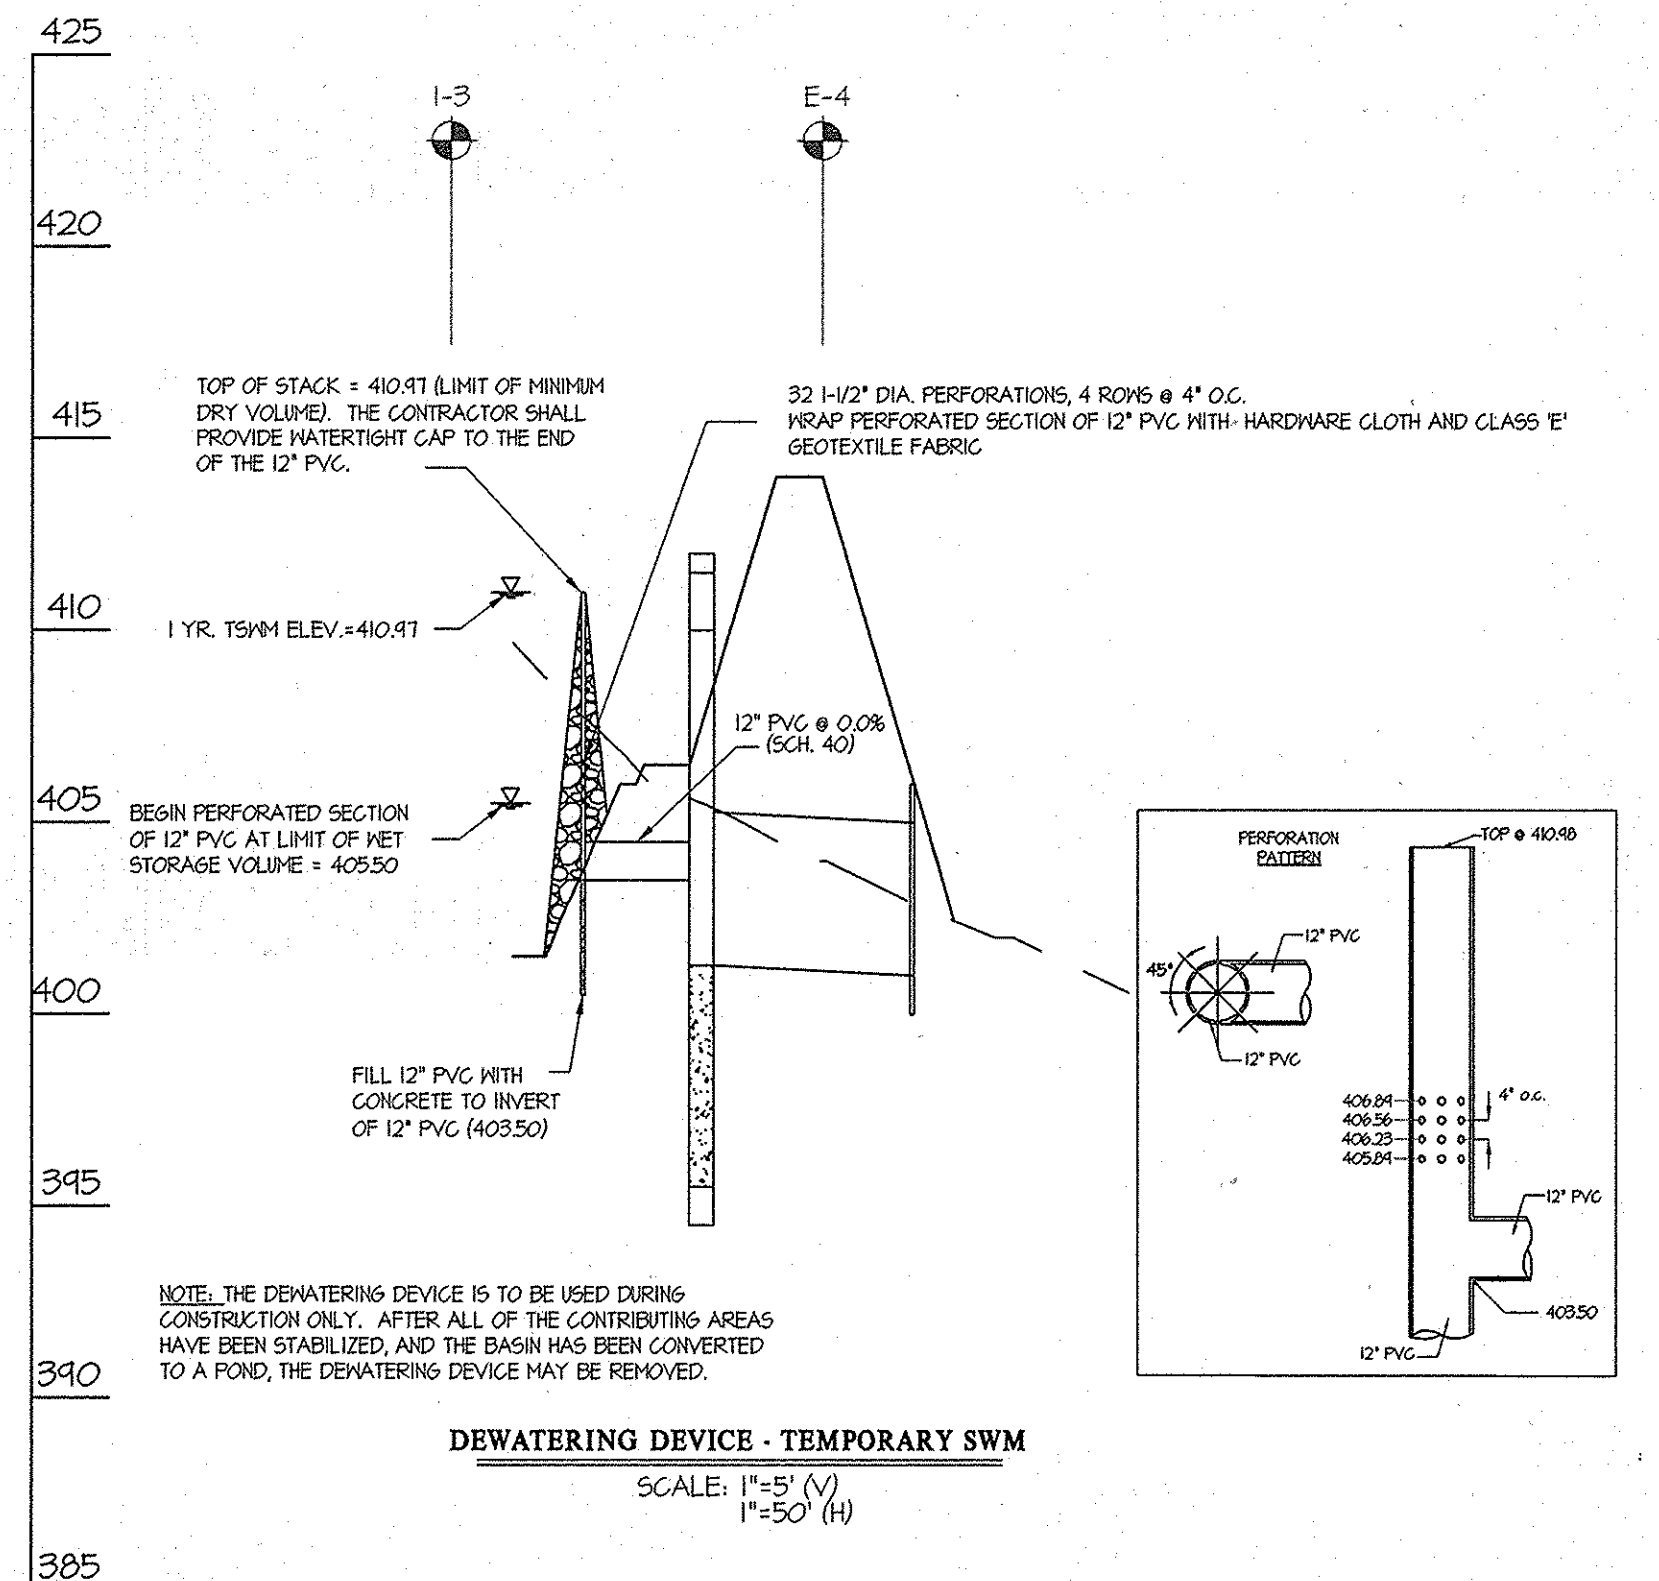 425
I-3
E-4
420
TOP OF STACK = 410.97 (LIMIT OF MINIMUM
DRY VOLUME). THE CONTRACTOR SHALL
PROVIDE WATERTIGHT CAP TO THE END
OF THE 12" PVC.
32 1-1/2" DIA. PERFORATIONS, 4 ROWS @ 4" O.C.
WRAP PERFORATED SECTION OF 12" PVC WITH HARDWARE CLOTH AND CLASS 'E'
GEOTEXTILE FABRIC
415
410
1 YR. TSWM ELEV.=410.97
12" PVC @ 0.0%
(SCH. 40)
405
BEGIN PERFORATED SECTION
OF 12" PVC AT LIMIT OF WET
STORAGE VOLUME = 405.50
PERFORATION
PATTERN
TOP @ 410.98
12" PVC
45°
12" PVC
400
FILL 12" PVC WITH
CONCRETE TO INVERT
OF 12" PVC (403.50)
406.89
4" O.C.
406.56
406.23
405.89
395
12" PVC
403.50
12" PVC
NOTE: THE DEWATERING DEVICE IS TO BE USED DURING
CONSTRUCTION ONLY. AFTER ALL OF THE CONTRIBUTING AREAS
HAVE BEEN STABILIZED, AND THE BASIN HAS BEEN CONVERTED
TO A POND, THE DEWATERING DEVICE MAY BE REMOVED.
390
DEWATERING DEVICE - TEMPORARY SWM
SCALE: 1"=5' (V)
1"=50' (H)
385